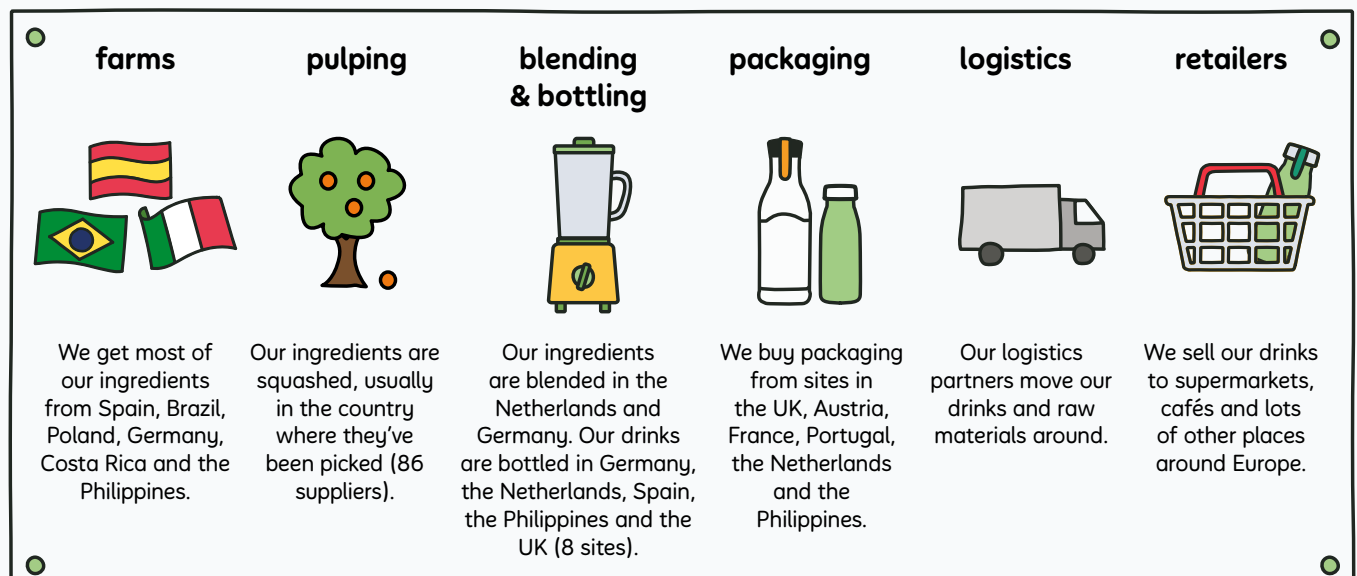 farms
We get most of
our ingredients
from Spain, Brazil,
Poland, Germany,
Costa Rica and the
Philippines.
pulping
Our ingredients are
squashed, usually
in the country
where they've
been picked (86
suppliers).
blending
& bottling
Our ingredients
are blended in the
Netherlands and
Germany. Our drinks
are bottled in Germany,
the Netherlands, Spain,
the Philippines and the
UK (8 sites).
packaging
We buy packaging
from sites in
the UK, Austria,
France, Portugal,
the Netherlands
and the
Philippines.
logistics
Our logistics
partners move our
drinks and raw
materials around.
retailers
We sell our drinks
to supermarkets,
cafés and lots
of other places
around Europe.